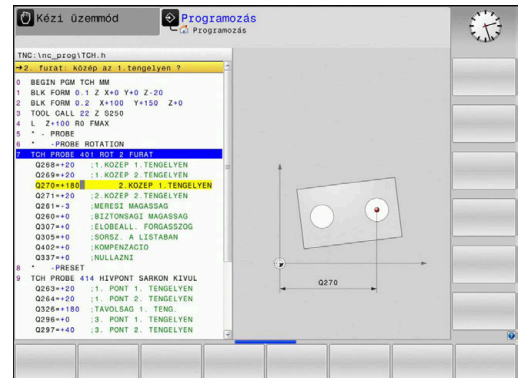 Kézi üzemmód
Programozás
Programozás
TNC:\nc_prog\TCH.h
→2. furat: közép az 1.tengelyen ?
0 BEGIN PGM TCH MM
1 BLK FORM 0.1 Z X+0 Y+0 Z-20
2 BLK FORM 0.2 X+100 Y+150 Z+0
3 TOOL CALL 22 Z S250
4 L Z+100 R0 FMAX
5 * - PROBE
6 * -PROBE ROTATION
7 TCH PROBE 401 ROT 2 FURAT
Q268=+20 ;1.KOZEP 1.TENGELYEN
Q269=+20 ;1.KOZEP 2.TENGELYEN
Q270=+180 2.KOZEP 1.TENGELYEN
Q271=+20 ;2.KOZEP 2.TENGELYEN
Q261=-3 ;MERESI MAGASSAG
Q260=+0 ;BIZTONSAGI MAGASSAG
Q307=+0 ;ELOBEALL. FORGASSZOG
Q305=+0 ;SORSZ. A LISTABAN
Q402=+0 ;KOMPENZACIO
Q337=+0 ;NULLAZNI
8 * -PRESET
9 TCH PROBE 414 HIVPONT SARKON KIVUL
Q263=+20 ;1. PONT 1. TENGELYEN
Q264=+20 ;1. PONT 2. TENGELYEN
Q326=+180 ;TAVOLSAG 1. TENG.
Q296=+0 ;3. PONT 1. TENGELYEN
Q297=+40 ;3. PONT 2. TENGELYEN
Q270